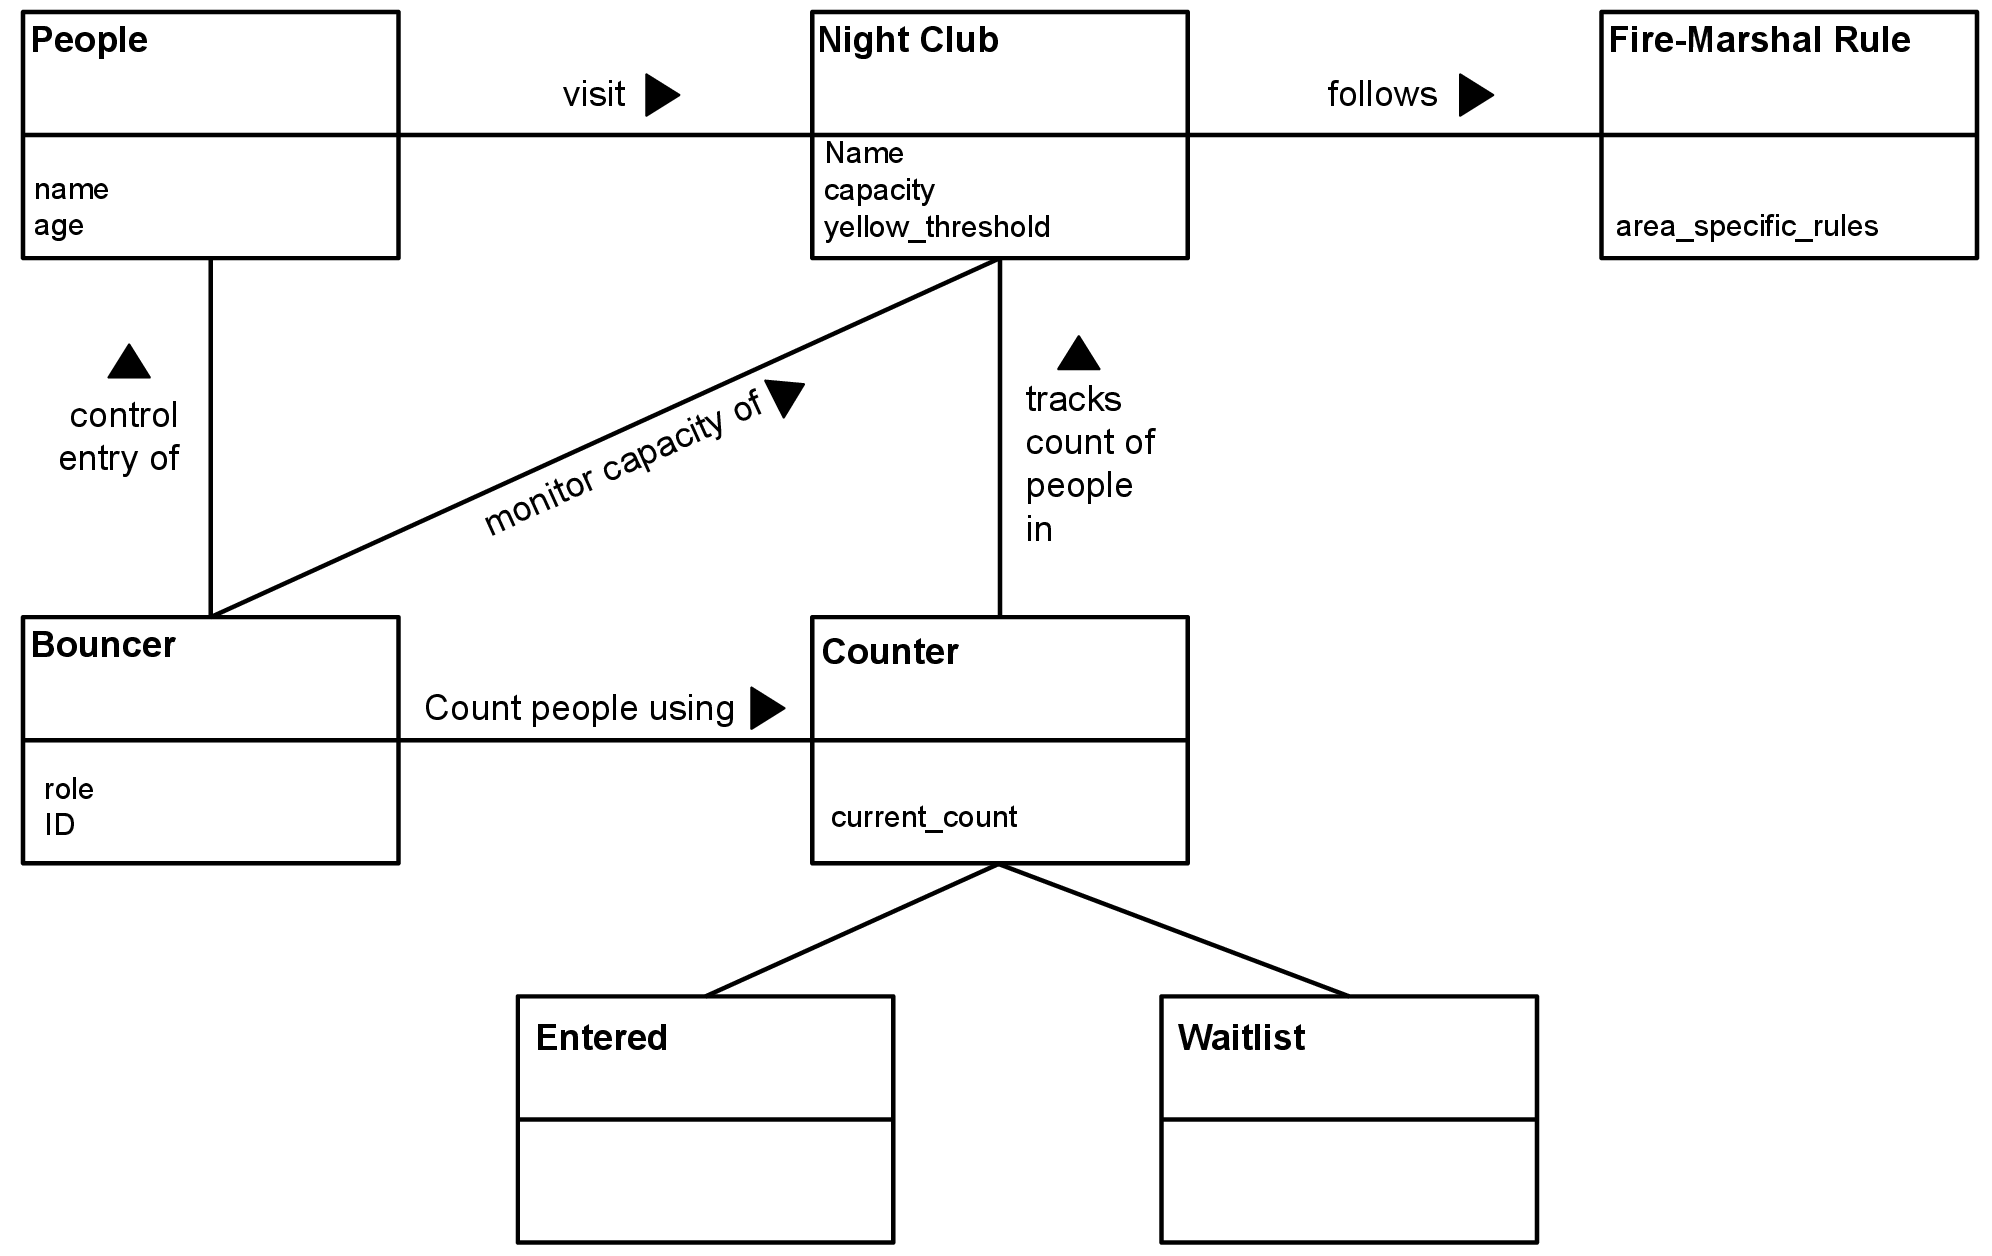 People
name
age
visit
Night Club
Name
capacity
yellow_threshold
follows
Fire-Marshal Rule
area_specific_rules
control
entry of
monitor capacity of
tracks
count of
people
in
Bouncer
role
ID
Count people using
Counter
current_count
Entered
Waitlist